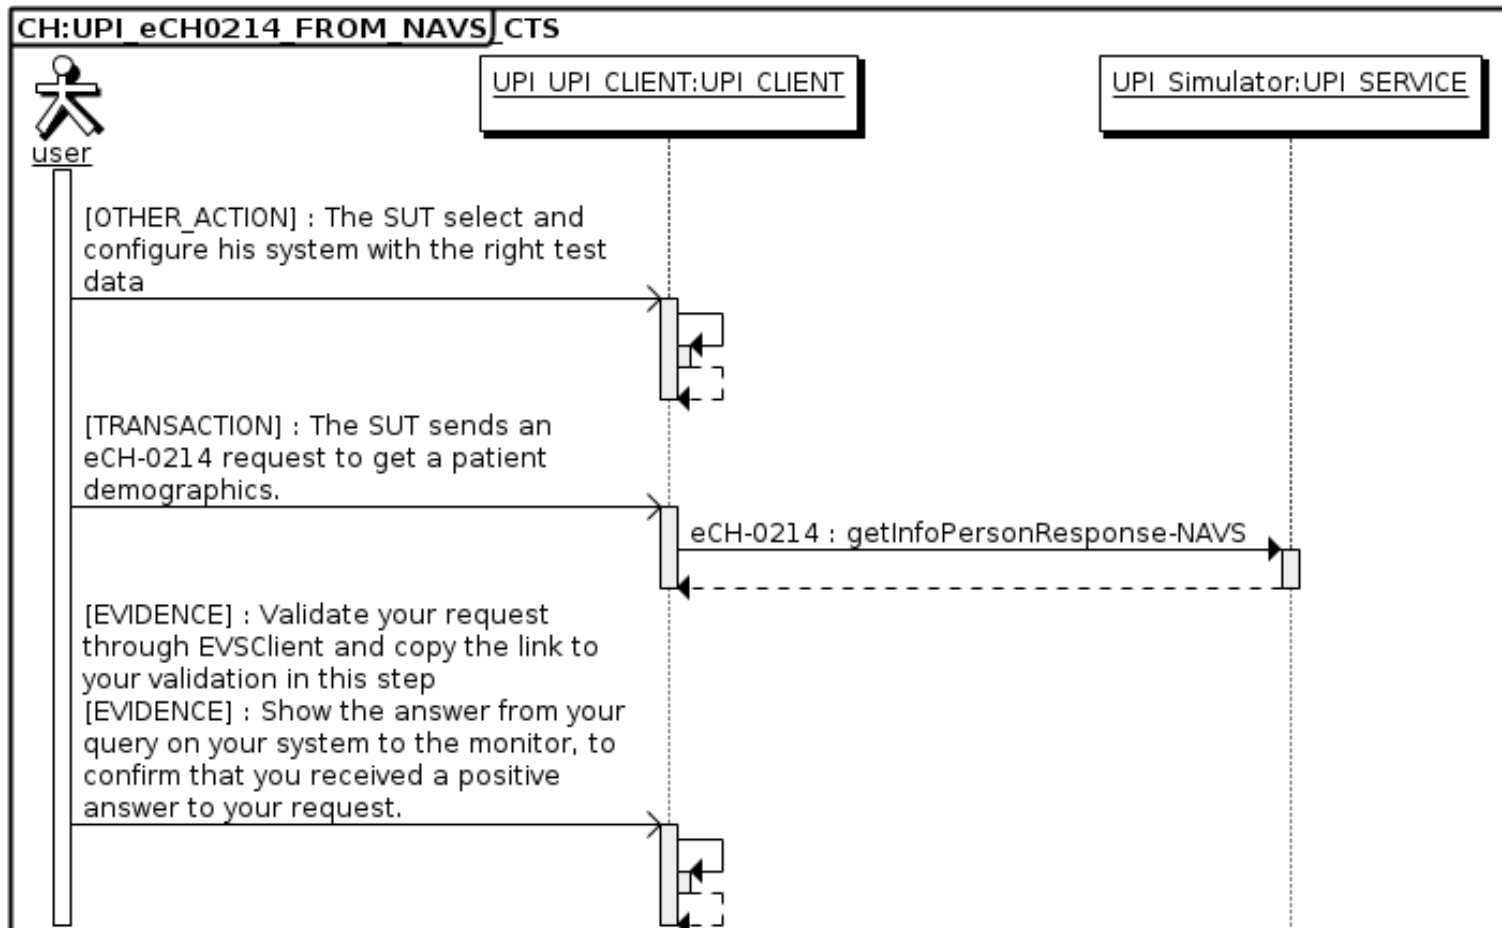 CH:UPI_eCH0214_FROM_NAVS_CTS
UPI_UPI_CLIENT:UPI_CLIENT
UPI_Simulator:UPI_SERVICE
user
[OTHER_ACTION] : The SUT select and
configure his system with the right test
data
[TRANSACTION] : The SUT sends an
eCH-0214 request to get a patient
demographics.
eCH-0214 : getInfoPersonResponse-NAVS
[EVIDENCE] : Validate your request
through EVSClient and copy the link to
your validation in this step
[EVIDENCE] : Show the answer from your
query on your system to the monitor, to
confirm that you received a positive
answer to your request.